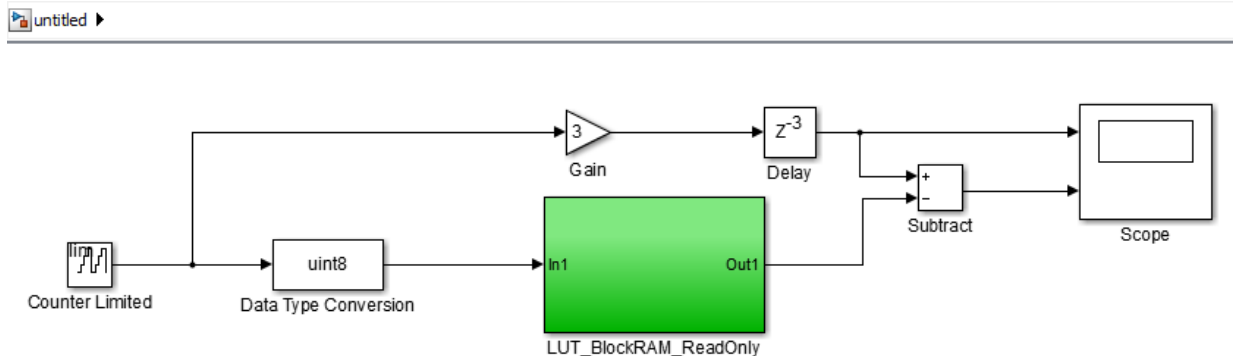 untitled
3
Gain
Z-3
Delay
+
−
Subtract
Scope
lim
Counter Limited
uint8
Data Type Conversion
In1
Out1
LUT_BlockRAM_ReadOnly